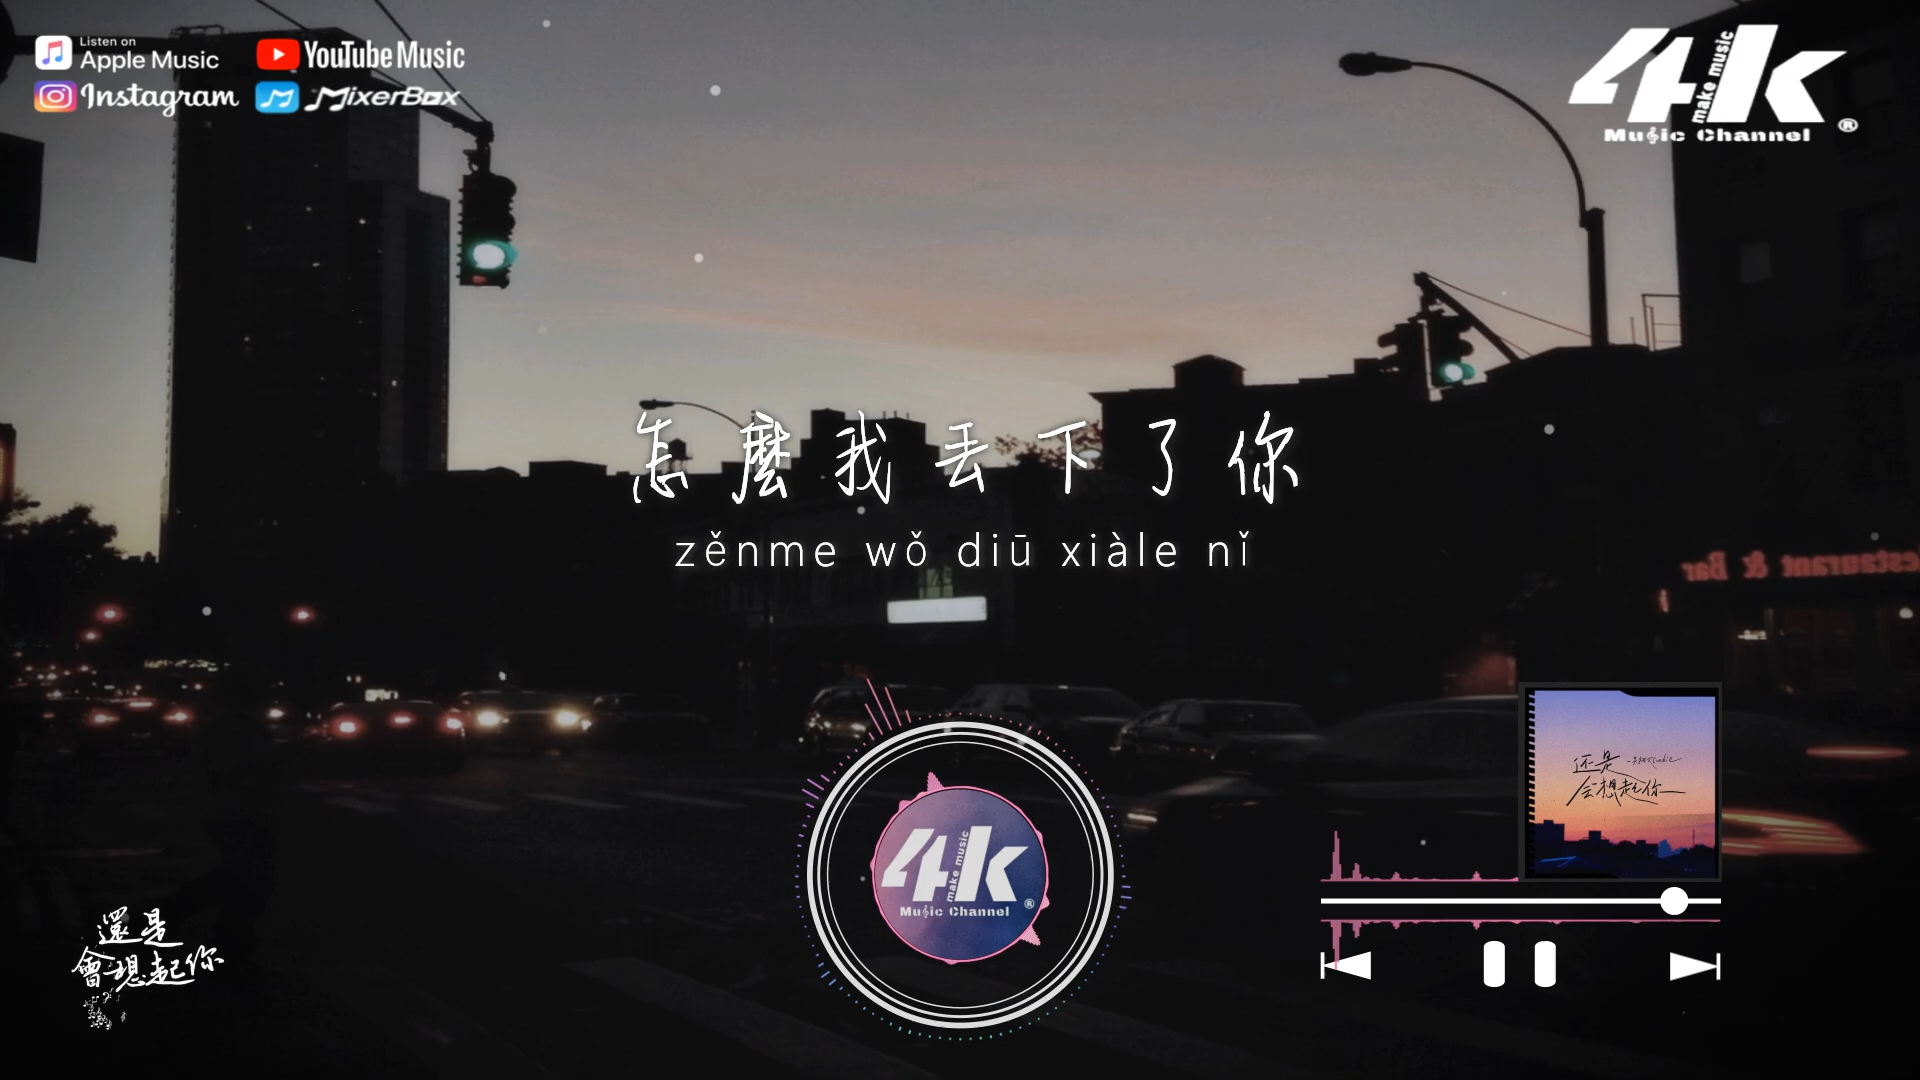 Listen on
Apple Music
YouTube Music
Instagram
MixerBox
4k
make music
Music Channel
®
怎麼我丟下了你
zěnme wǒ diū xiàle nǐ
estaurant & Bar
还是
会想起你
4k
make music
Music Channel
®
還是
會想起你